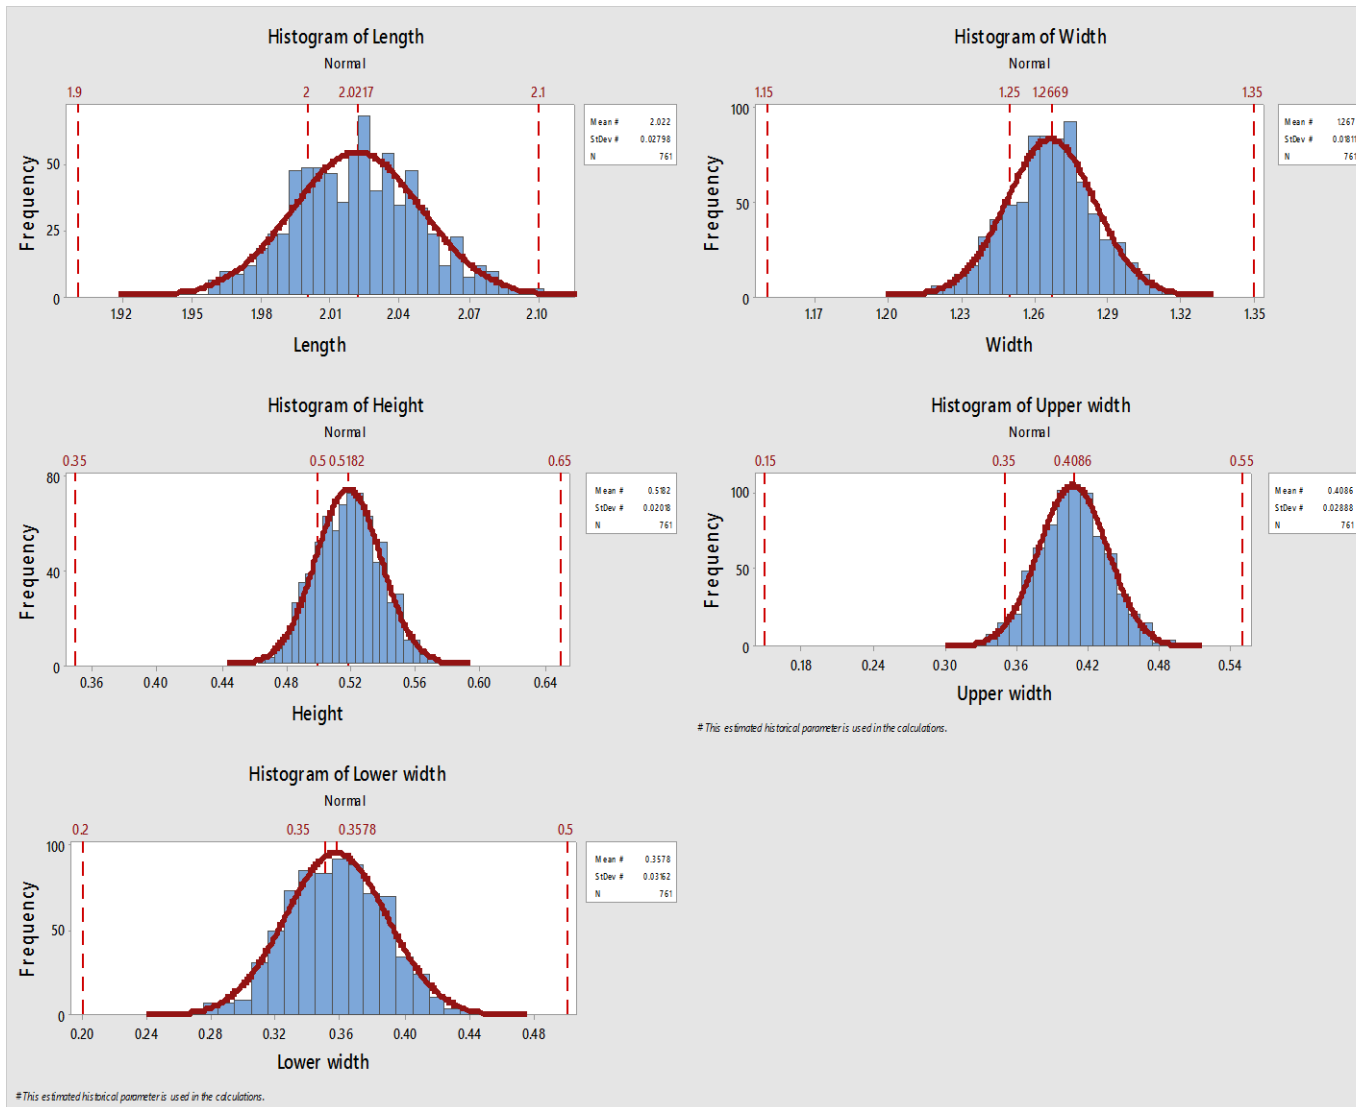 Histogram of Length
Normal
1.9 2 2.0217 2.1
Mean # 2.022
StDev # 0.02798
N 761
50
25
0
Frequency
1.92 1.95 1.98 2.01 2.04 2.07 2.10
Length
Histogram of Width
Normal
1.15 1.25 1.2669 1.35
Mean # 1.267
StDev # 0.01811
N 761
100
50
0
Frequency
1.17 1.20 1.23 1.26 1.29 1.32 1.35
Width
Histogram of Height
Normal
0.35 0.5 0.5182 0.65
Mean # 0.5182
StDev # 0.02018
N 761
80
40
0
Frequency
0.36 0.40 0.44 0.48 0.52 0.56 0.60 0.64
Height
Histogram of Upper width
Normal
0.15 0.35 0.4086 0.55
Mean # 0.4086
StDev # 0.02888
N 761
100
50
0
Frequency
0.18 0.24 0.30 0.36 0.42 0.48 0.54
Upper width
# This estimated historical parameter is used in the calculations.
Histogram of Lower width
Normal
0.2 0.35 0.3578 0.5
Mean # 0.3578
StDev # 0.03162
N 761
100
50
0
Frequency
0.20 0.24 0.28 0.32 0.36 0.40 0.44 0.48
Lower width
# This estimated historical parameter is used in the calculations.